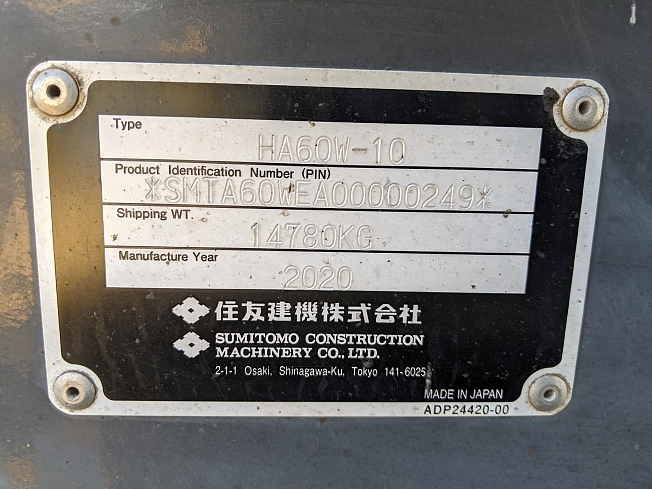 Type
HA60W-10
Product Identification Number (PIN)
*SMTA60WEA00000249*
Shipping WT.
14780KG
Manufacture Year
2020
住友建機株式会社
SUMITOMO CONSTRUCTION
MACHINERY CO., LTD.
2-1-1 Osaki, Shinagawa-Ku, Tokyo 141-6025
MADE IN JAPAN
ADP24420-00